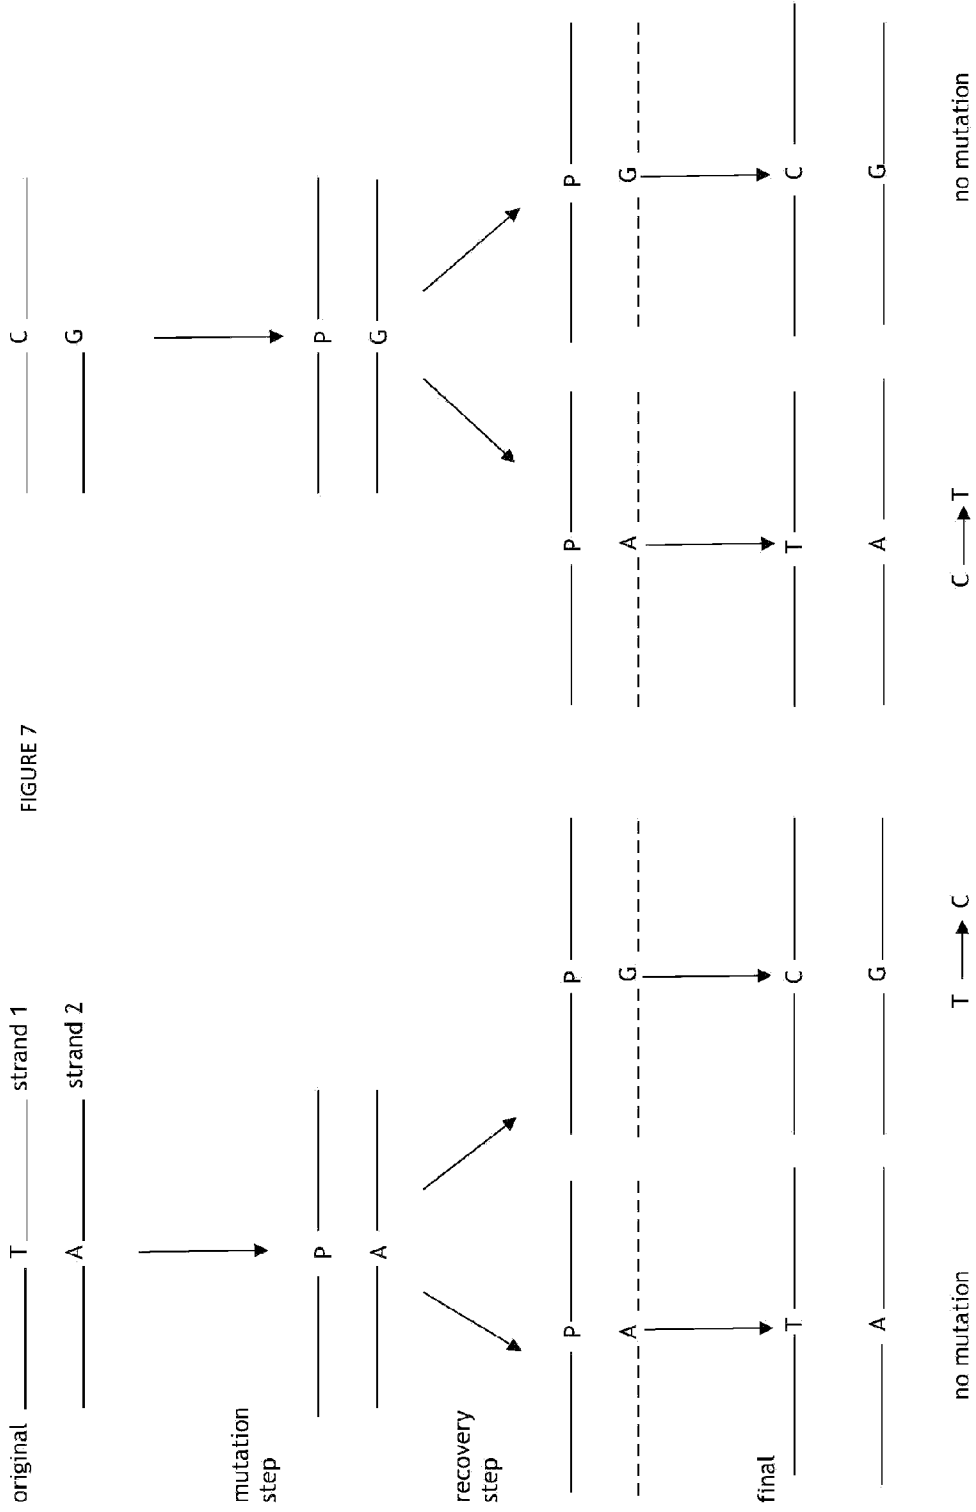 FIGURE 7
original T strand 1 C
A strand 2 G
mutation
step
P P
A G
recovery
step
P P P P
A G A G
final T C T C
A G A G
no mutation T C C T no mutation